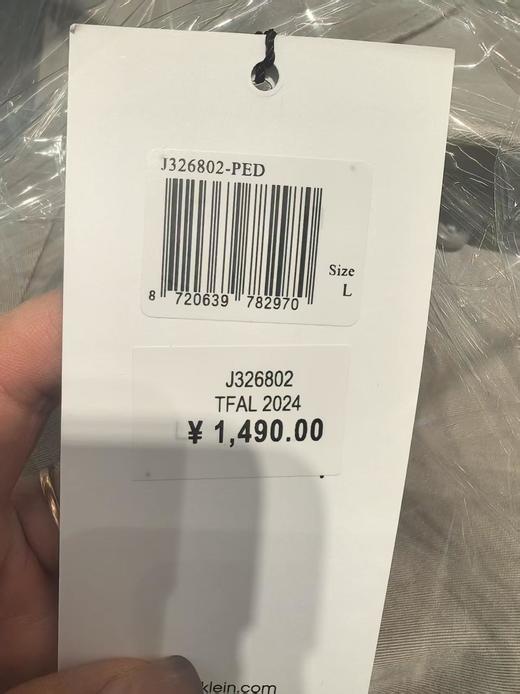 J326802-PED
Size
L
8 720639 782970
J326802
TFAL 2024
¥ 1,490.00
klein.com